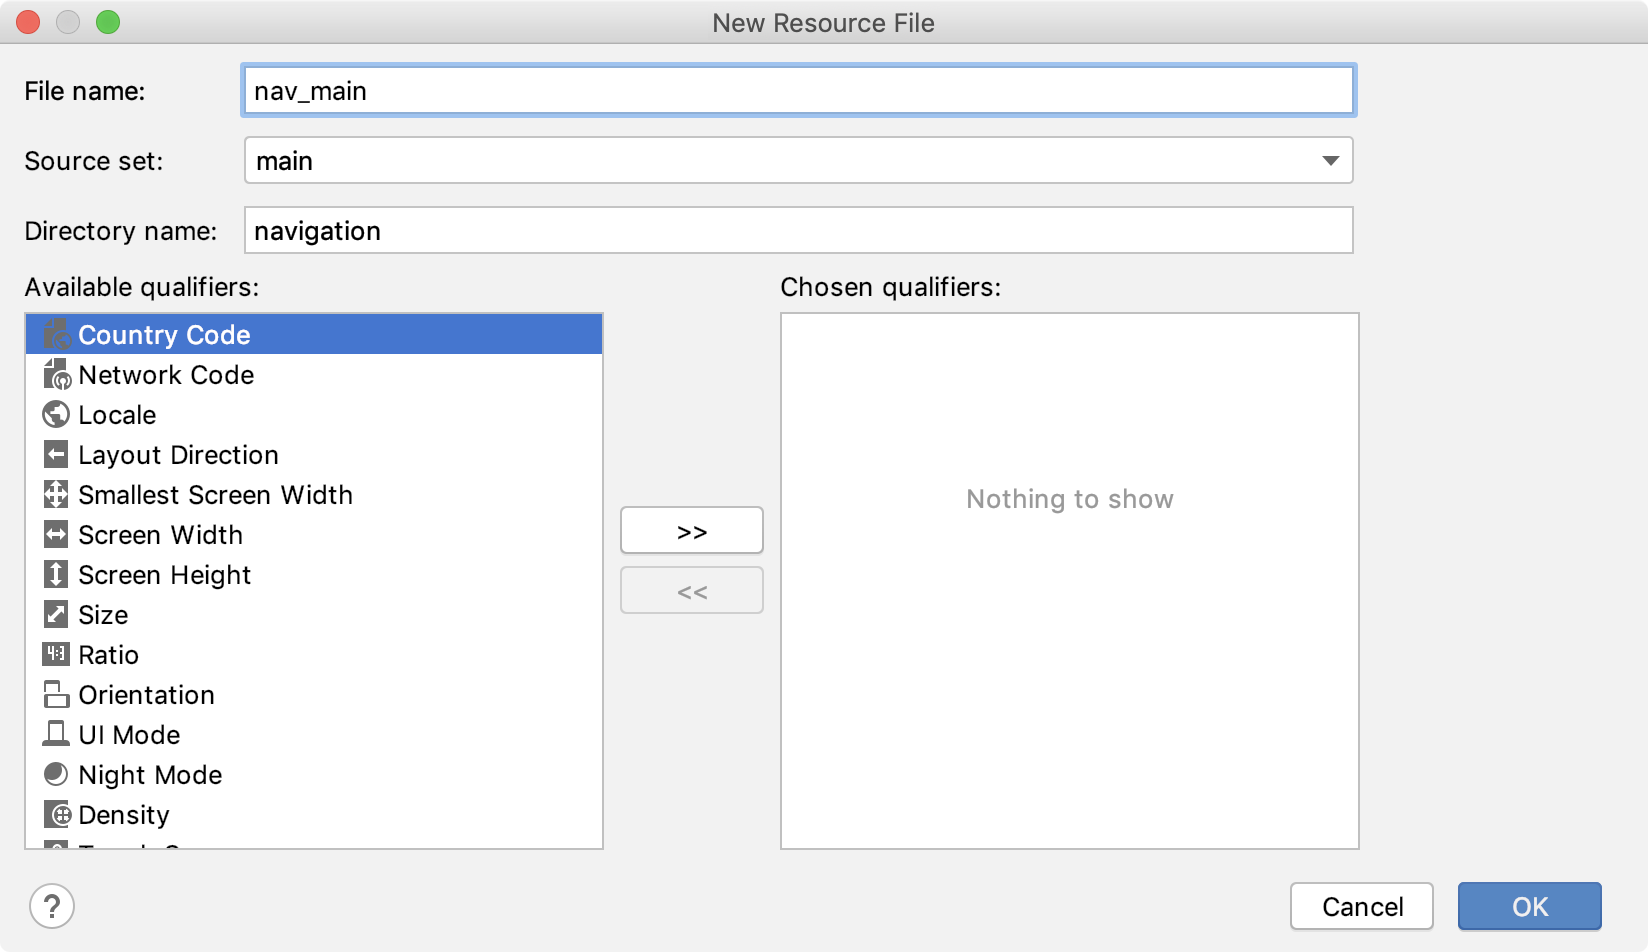 New Resource File
File name: nav_main
Source set: main
Directory name: navigation
Available qualifiers:
Chosen qualifiers:
Country Code
Network Code
Locale
Layout Direction
Smallest Screen Width
Screen Width
Screen Height
Size
4:3 Ratio
Orientation
UI Mode
Night Mode
Density
>>
<<
Nothing to show
?
Cancel
OK